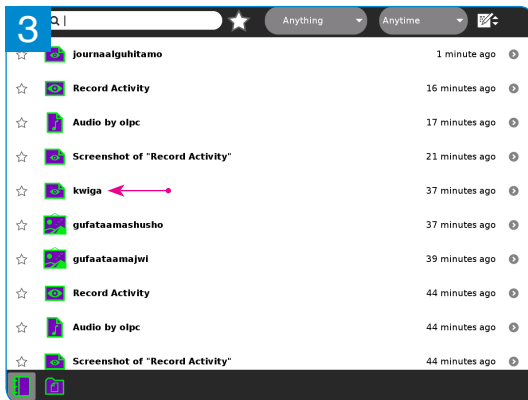 3
Anything
Anytime
journaalguhitamo 1 minute ago
Record Activity 16 minutes ago
Audio by olpc 17 minutes ago
Screenshot of "Record Activity" 21 minutes ago
kwiga 37 minutes ago
gufataamashusho 37 minutes ago
gufaataamajwi 39 minutes ago
Record Activity 44 minutes ago
Audio by olpc 44 minutes ago
Screenshot of "Record Activity" 44 minutes ago